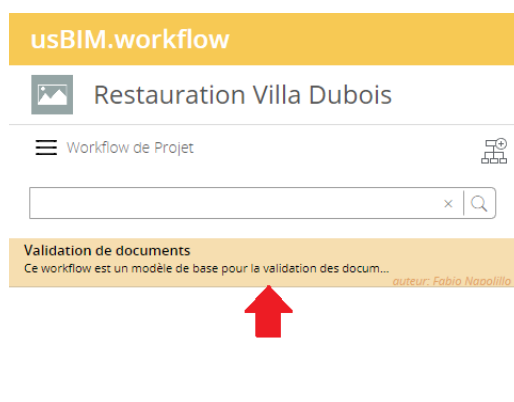 usBIM.workflow
Restauration Villa Dubois
Workflow de Projet
Validation de documents
Ce workflow est un modèle de base pour la validation des docum...
auteur: Fabio Napolillo